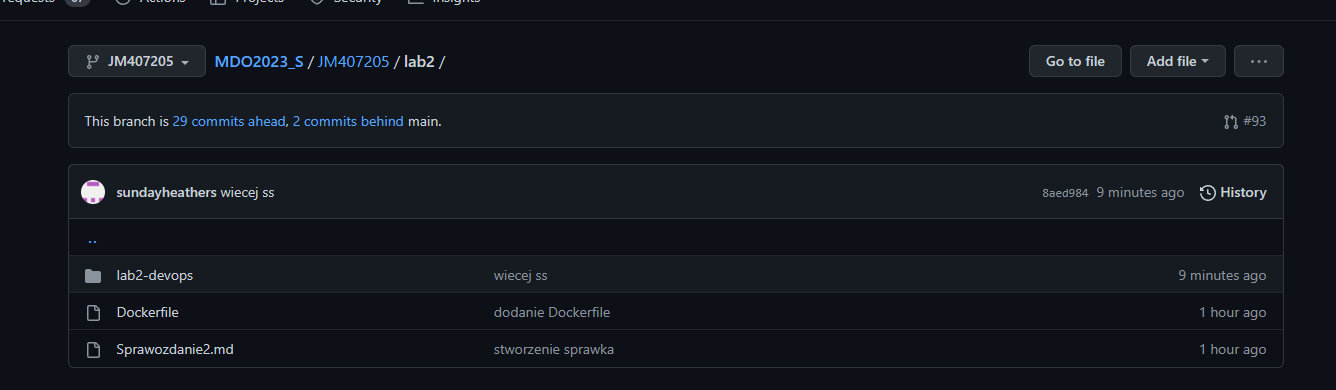 requests 67 Actions Projects Security Insights
JM407205 MDO2023_S / JM407205 / lab2 / Go to file Add file ...
This branch is 29 commits ahead, 2 commits behind main. #93
sundayheathers wiecej ss 8aed984 9 minutes ago History
..
lab2-devops wiecej ss 9 minutes ago
Dockerfile dodanie Dockerfile 1 hour ago
Sprawozdanie2.md stworzenie sprawka 1 hour ago